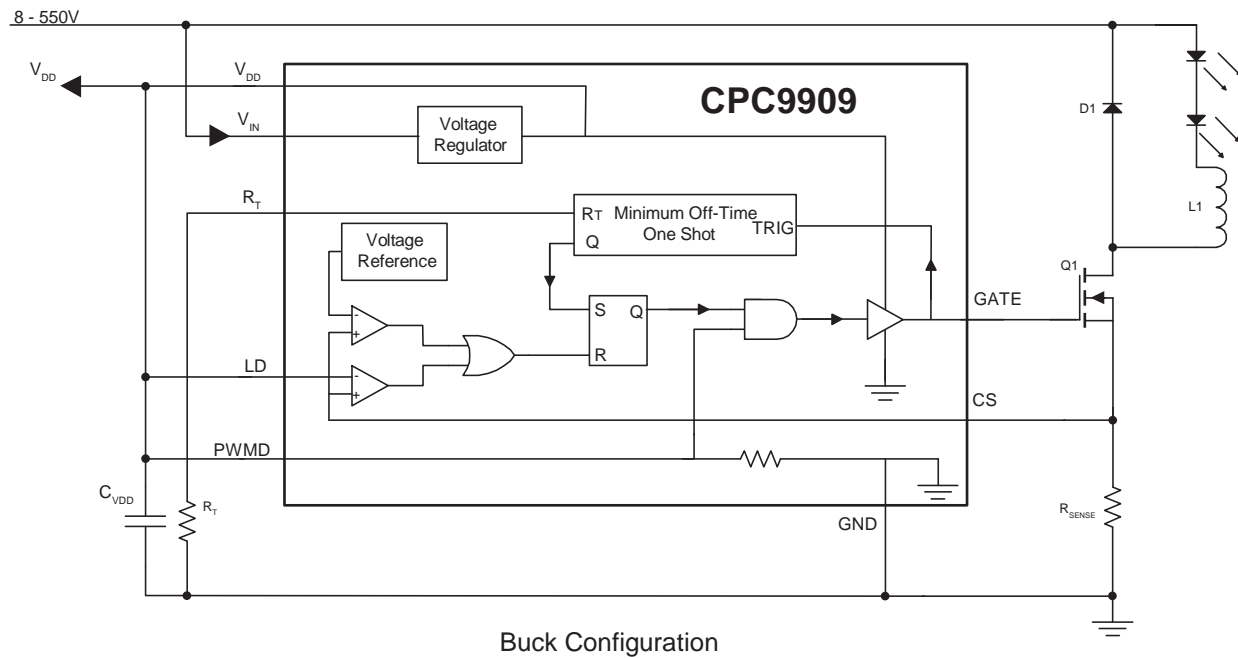 8 - 550V
VDD
VDD
CPC9909
VIN
Voltage
Regulator
D1
L1
RT
RT
Minimum Off-Time
One Shot
TRIG
Q
Voltage
Reference
Q1
GATE
-
+
S
Q
R
LD
-
+
CS
PWMD
CVDD
RT
GND
RSENSE
Buck Configuration